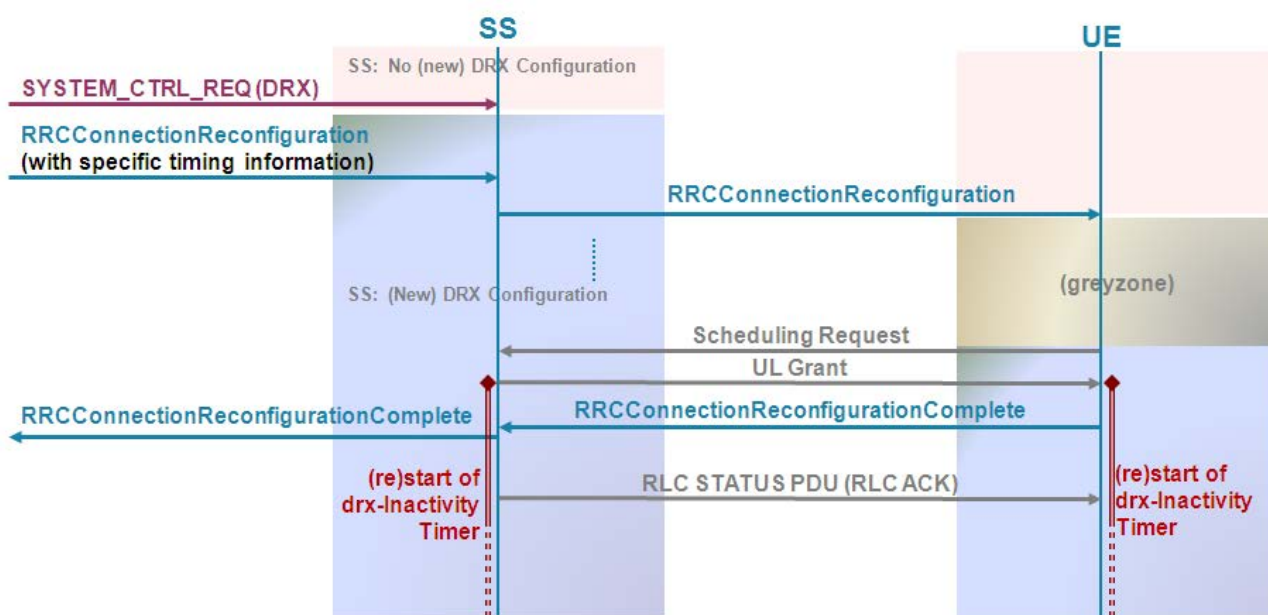 SS
UE
SS: No (new) DRX Configuration
SYSTEM_CTRL_REQ(DRX)
RRCConnectionReconfiguration
(with specific timing information)
RRCConnectionReconfiguration
SS: (New) DRX Configuration
(greyzone)
Scheduling Request
UL Grant
RRCConnectionReconfigurationComplete
RRCConnectionReconfigurationComplete
(re)start of
drx-Inactivity
Timer
RLC STATUS PDU (RLC ACK)
(re)start of
drx-Inactivity
Timer